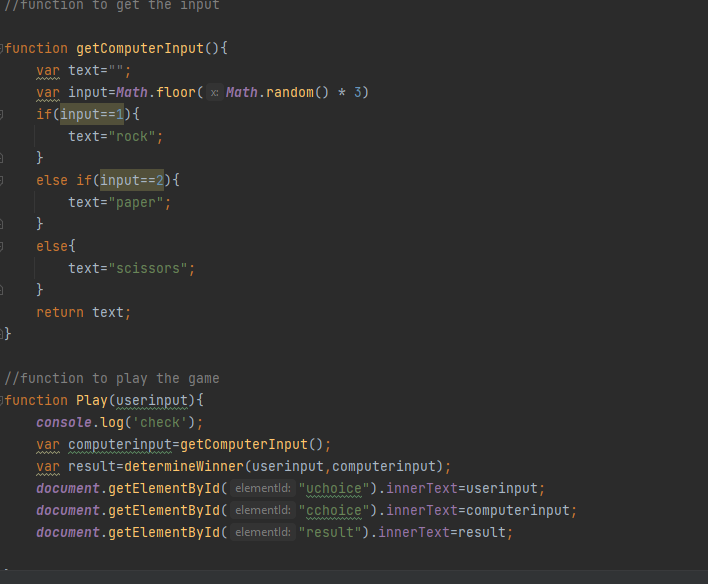 //function to get the input
function getComputerInput(){
var text="";
var input=Math.floor( x: Math.random() * 3)
if(input==1){
text="rock";
}
else if(input==2){
text="paper";
}
else{
text="scissors";
}
return text;
}
//function to play the game
function Play(userinput){
console.log('check');
var computerinput=getComputerInput();
var result=determineWinner(userinput,computerinput);
document.getElementById( elementId: "uchoice").innerText=userinput;
document.getElementById( elementId: "cchoice").innerText=computerinput;
document.getElementById( elementId: "result").innerText=result;